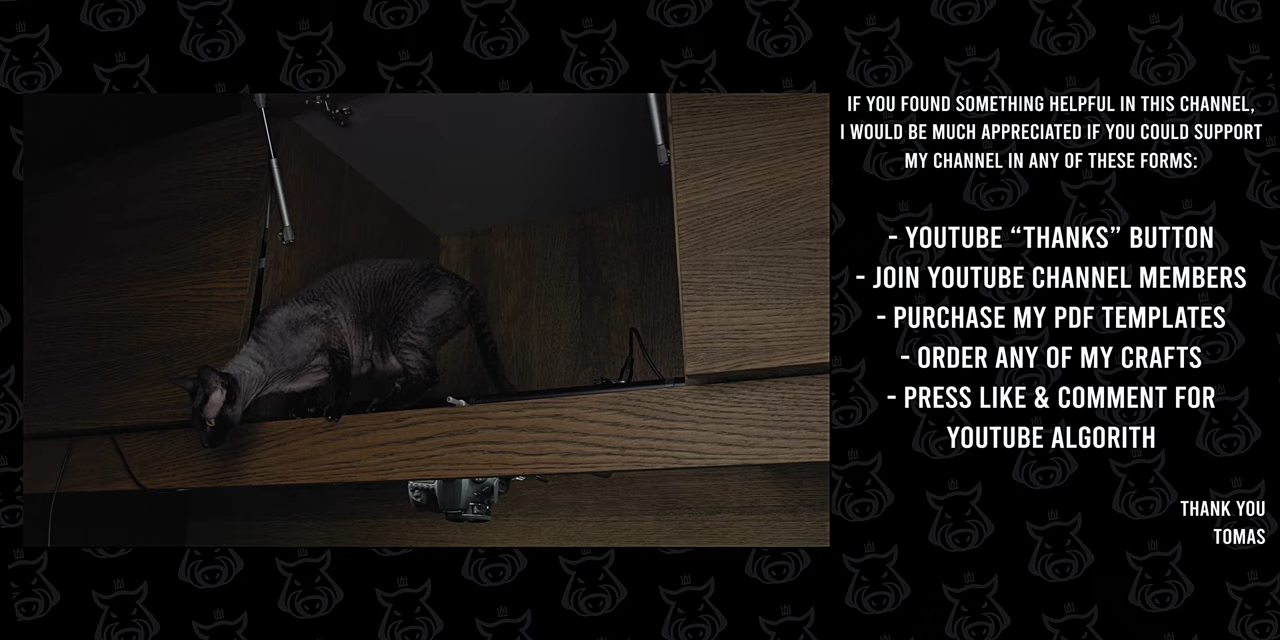 IF YOU FOUND SOMETHING HELPFUL IN THIS CHANNEL,
I WOULD BE MUCH APPRECIATED IF YOU COULD SUPPORT
MY CHANNEL IN ANY OF THESE FORMS:
- YOUTUBE “THANKS” BUTTON
- JOIN YOUTUBE CHANNEL MEMBERS
- PURCHASE MY PDF TEMPLATES
- ORDER ANY OF MY CRAFTS
- PRESS LIKE & COMMENT FOR
YOUTUBE ALGORITH
THANK YOU
TOMAS